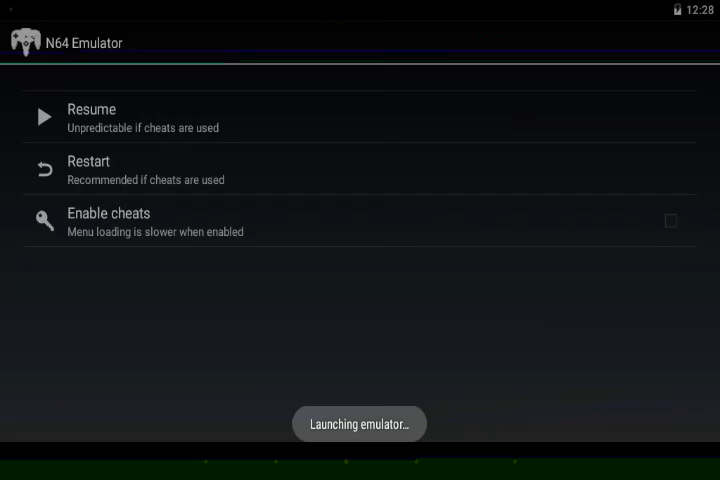 12:28
N64 Emulator
Resume
Unpredictable if cheats are used
Restart
Recommended if cheats are used
Enable cheats
Menu loading is slower when enabled
Launching emulator…